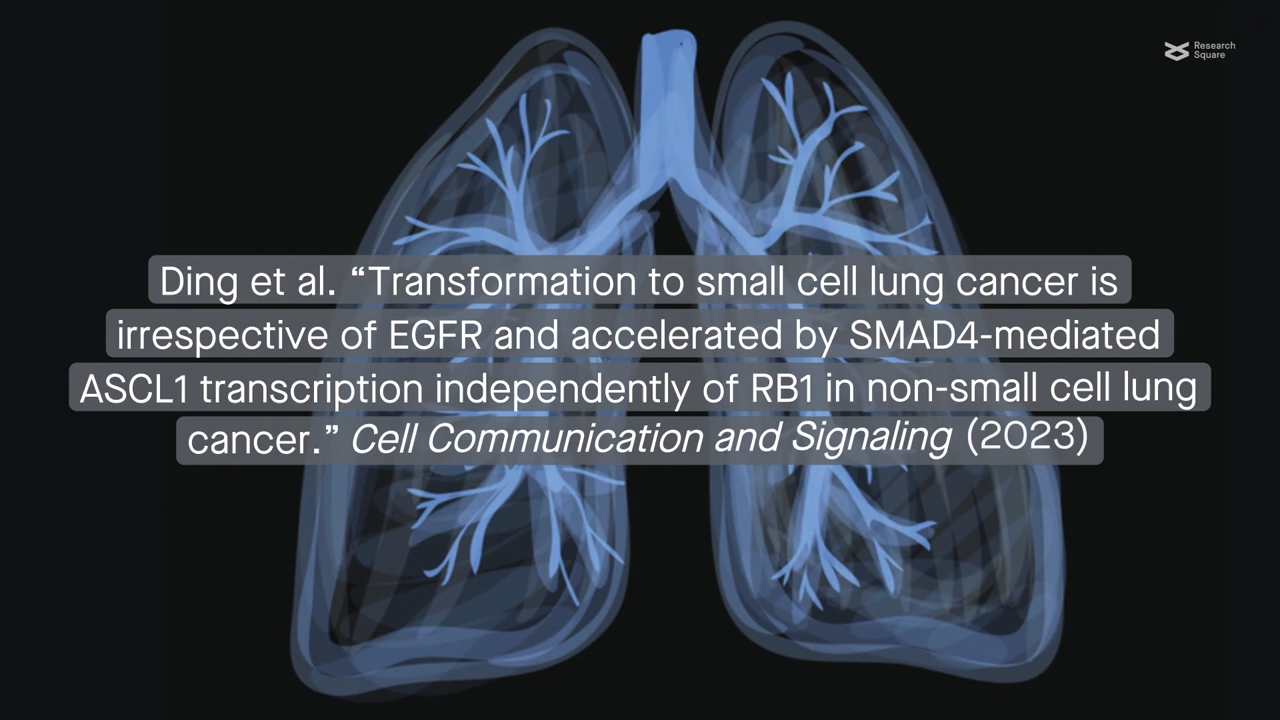 Research
Square
Ding et al. “Transformation to small cell lung cancer is
irrespective of EGFR and accelerated by SMAD4-mediated
ASCL1 transcription independently of RB1 in non-small cell lung
cancer.” Cell Communication and Signaling (2023)